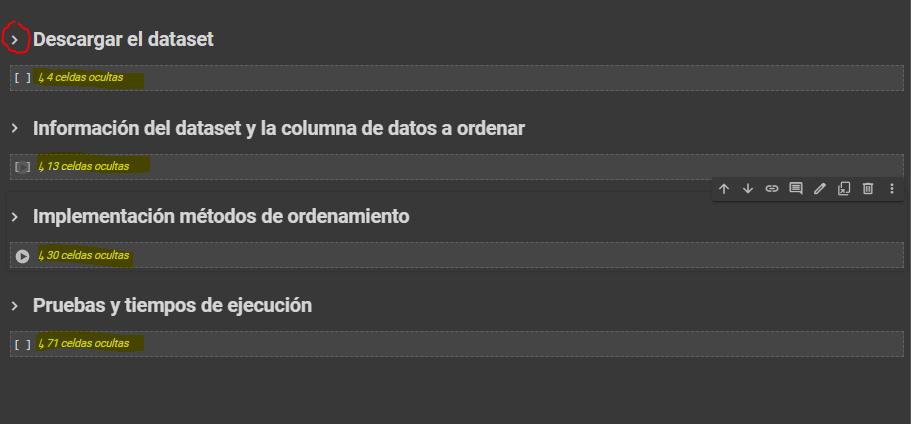 Descargar el dataset
[ ] ↳ 4 celdas ocultas
Información del dataset y la columna de datos a ordenar
[ ] ↳ 13 celdas ocultas
Implementación métodos de ordenamiento
↳ 30 celdas ocultas
Pruebas y tiempos de ejecución
[ ] ↳ 71 celdas ocultas